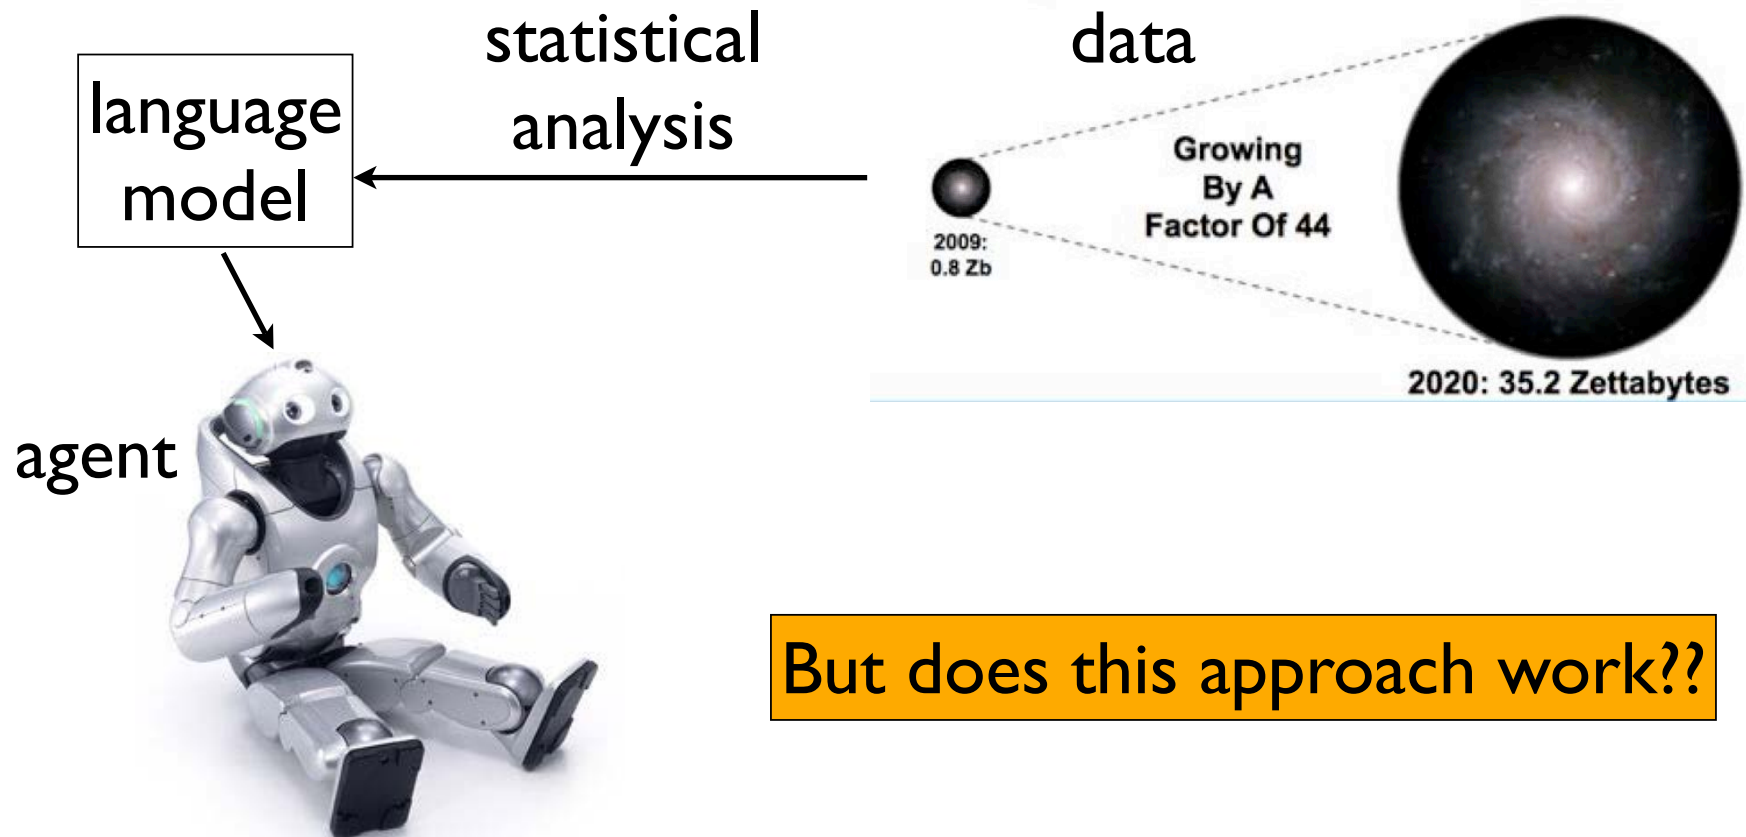 statistical
analysis
data
language
model
Growing
By A
Factor Of 44
2009:
0.8 Zb
2020: 35.2 Zettabytes
agent
But does this approach work??